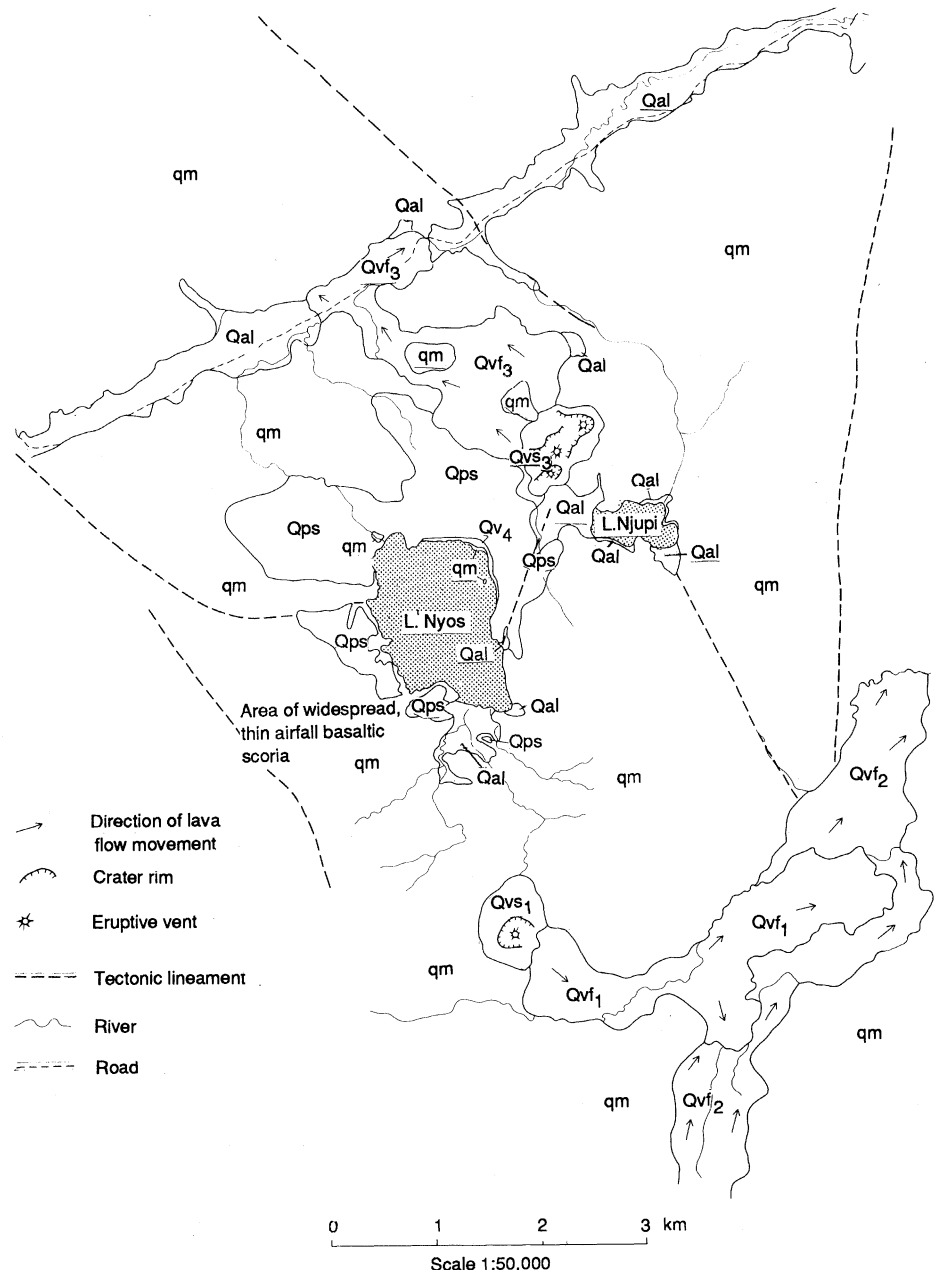 Qal
qm
Qal
qm
Qvf3
Qal
qm
Qvf3
Qal
qm
qm
Qvs3
Qps
Qal
Qal
L.Njupi
Qps
Qv4
qm
Qal
Qal
qm
Qps
qm
qm
L. Nyos
Qps
Qal
Area of widespread,
thin airfall basaltic
scoria
Qps
Qal
Qps
qm
Qal
qm
Qvf2
Direction of lava
flow movement
Crater rim
Eruptive vent
Tectonic lineament
River
Road
Qvs1
Qvf1
qm
Qvf1
qm
qm
Qvf2
0 1 2 3 km
Scale 1:50,000